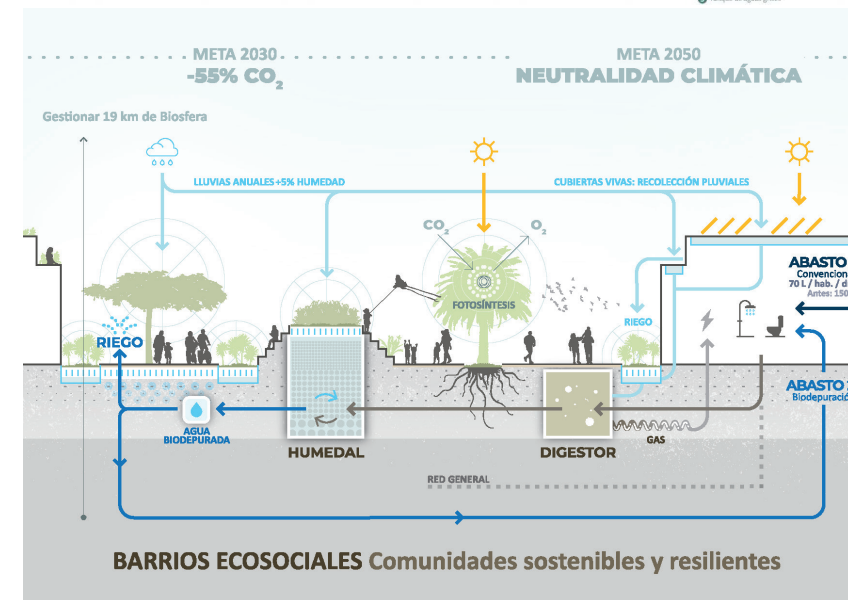 META 2030
-55% CO₂
META 2050
NEUTRALIDAD CLIMÁTICA
Gestionar 19 km de Biosfera
LLUVIAS ANUALES +5% HUMEDAD
CUBIERTAS VIVAS: RECOLECCIÓN PLUVIALES
CO₂
O₂
FOTOSÍNTESIS
ABASTO
Convencion
70 L / hab. / d
Antes: 150
RIEGO
RIEGO
ABASTO
Biodepuració
AGUA
BIODEPURADA
HUMEDAL
DIGESTOR
GAS
RED GENERAL
BARRIOS ECOSOCIALES Comunidades sostenibles y resilientes